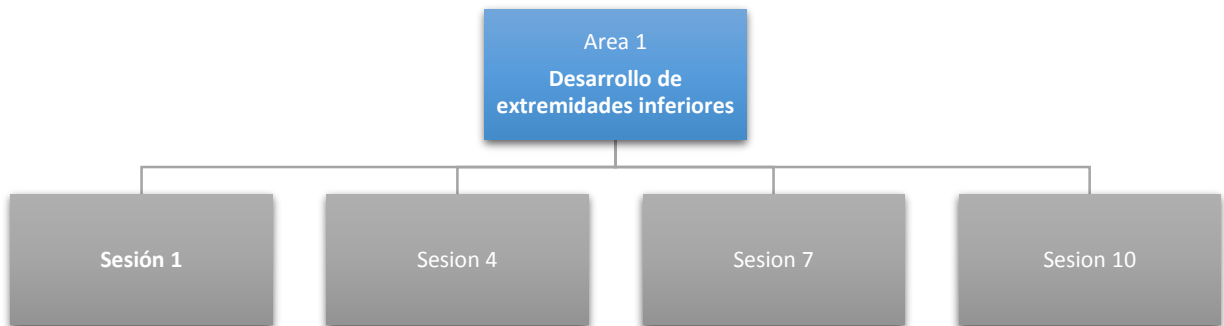 Area 1
Desarrollo de
extremidades inferiores
Sesión 1
Sesion 4
Sesion 7
Sesion 10